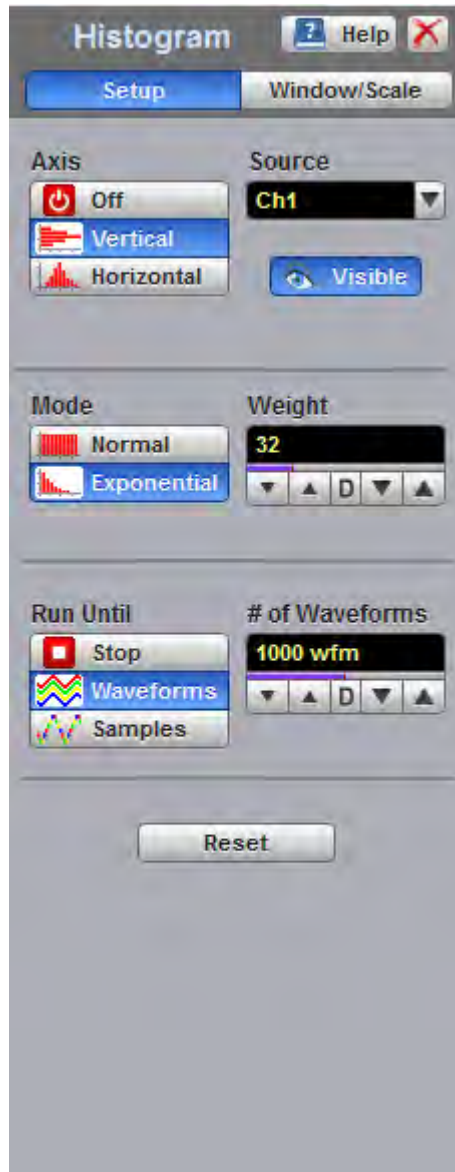 Histogram
? Help
Setup
Window/Scale
Axis
Source
Off
Vertical
Horizontal
Ch1
Visible
Mode
Weight
Normal
Exponential
32
D
Run Until
# of Waveforms
Stop
Waveforms
Samples
1000 wfm
D
Reset